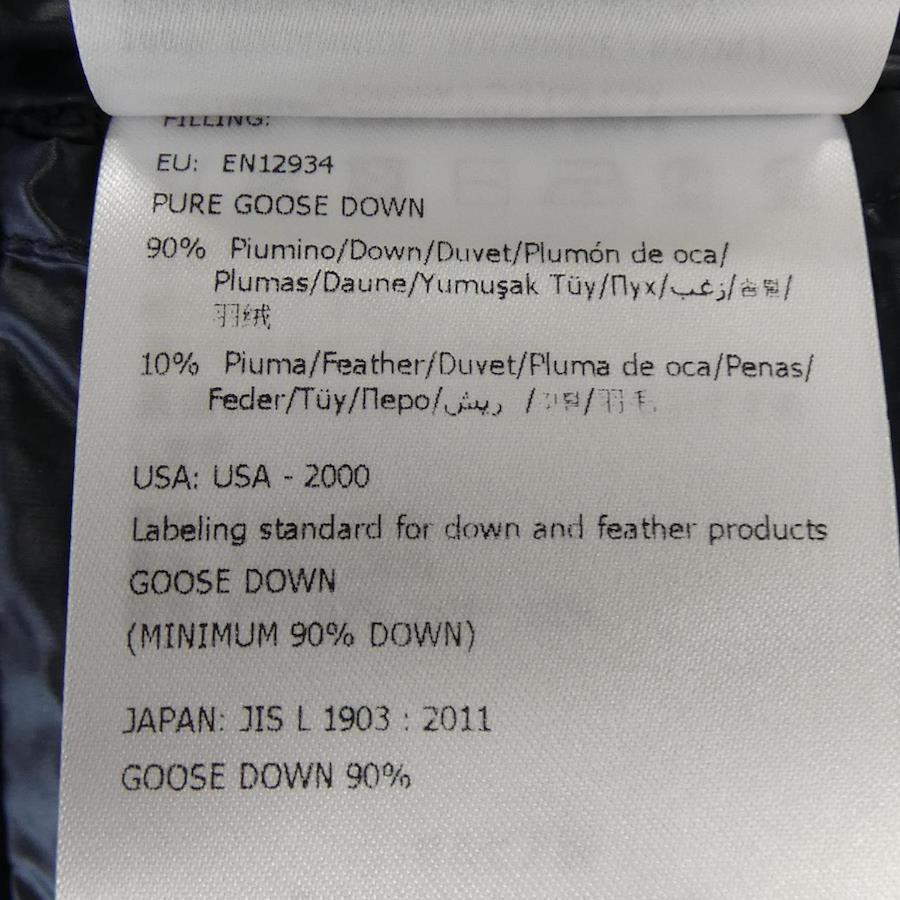 FILLING:
EU: EN12934
PURE GOOSE DOWN
90% Piumino/Down/Duvet/Plumón de oca/
Plumas/Daune/Yumuşak Tüy/Пух/زغب/솜털/
羽绒
10% Piuma/Feather/Duvet/Pluma de oca/Penas/
Feder/Tüy/Перо/ريش /깃털/羽毛
USA: USA - 2000
Labeling standard for down and feather products
GOOSE DOWN
(MINIMUM 90% DOWN)
JAPAN: JIS L 1903 : 2011
GOOSE DOWN 90%